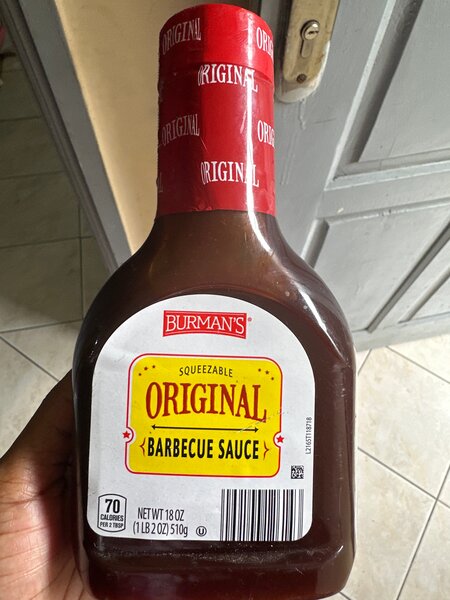 ORIGINAL
ORIGINAL
ORIGINAL
ORIGINAL
BURMAN'S®
SQUEEZABLE
ORIGINAL
BARBECUE SAUCE
L2165T118718
70
CALORIES
PER 2 TBSP
NET WT 18 OZ
(1 LB 2 OZ) 510g
U